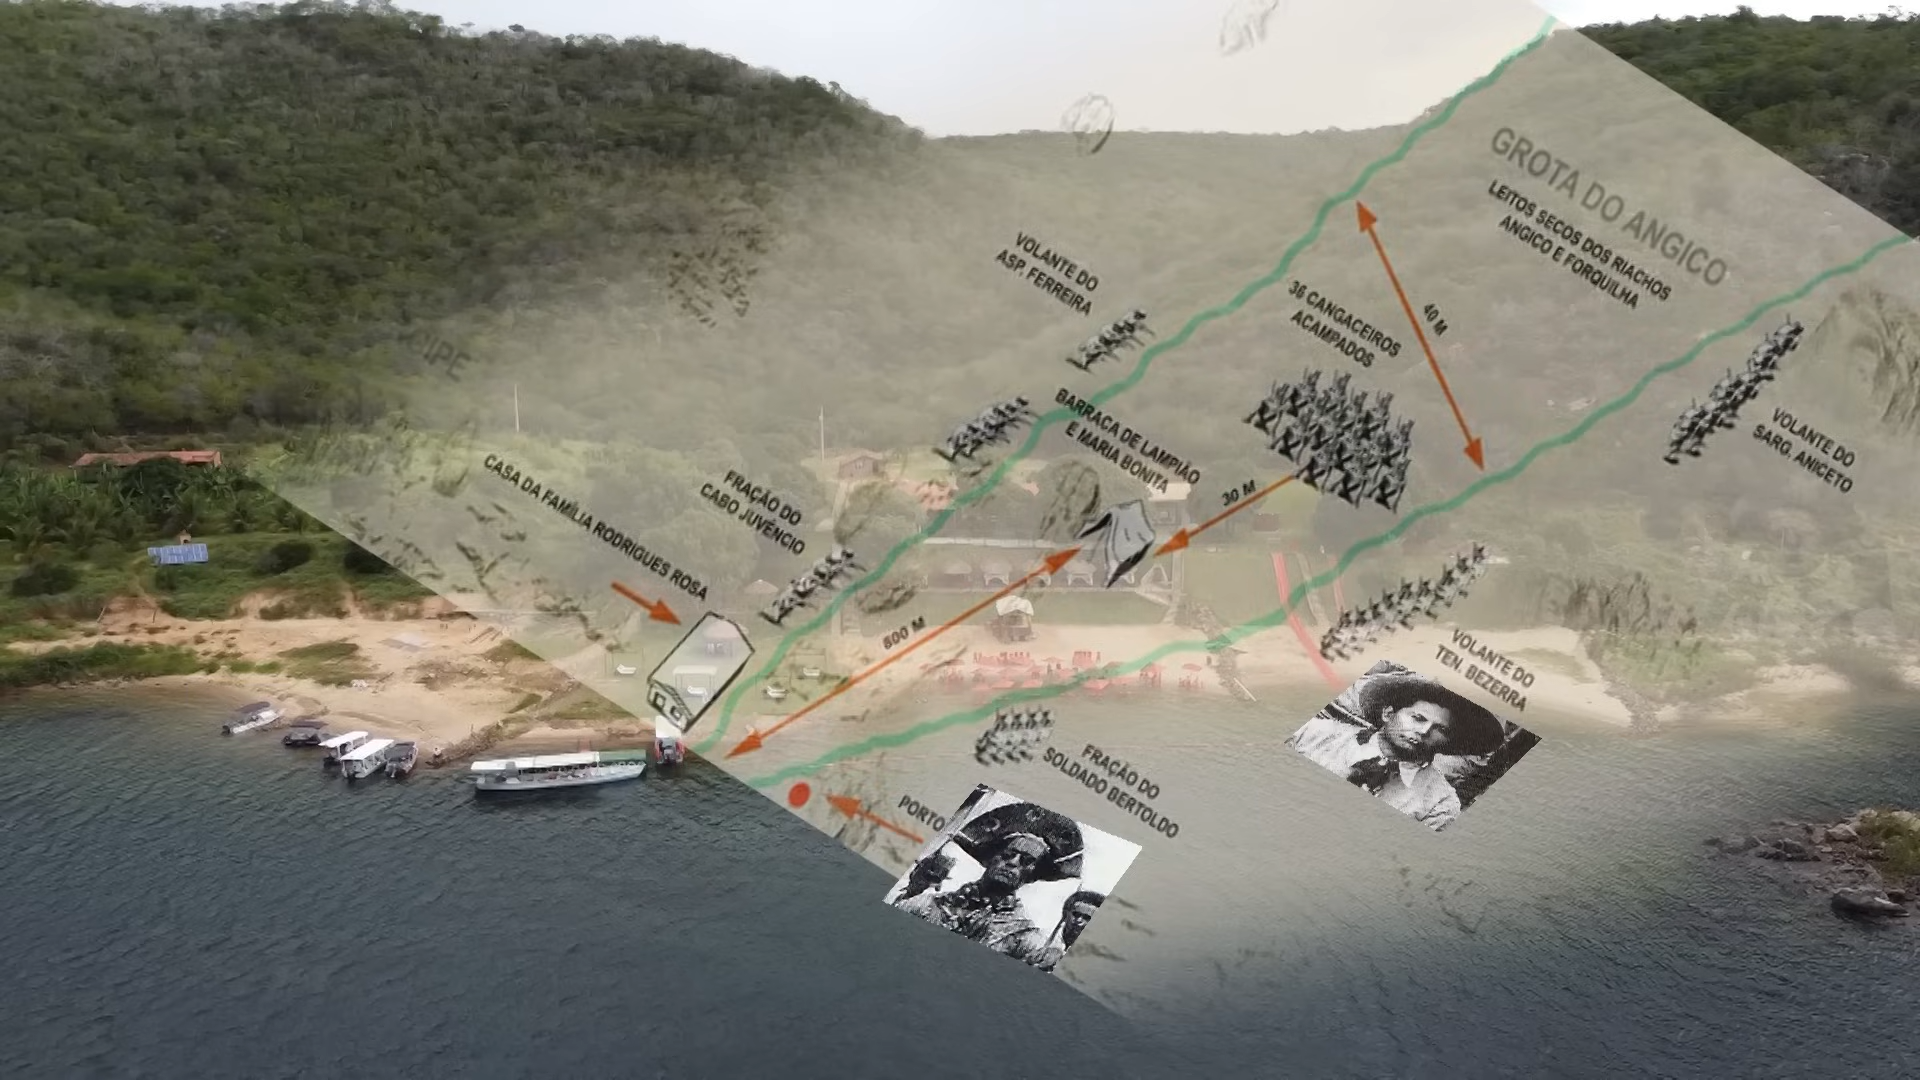 GROTA DO ANGICO
LEITOS SECOS DOS RIACHOS
ANGICO E FORQUILHA
VOLANTE DO
ASP. FERREIRA
36 CANGACEIROS
ACAMPADOS
40 M
BARRACA DE LAMPIÃO
E MARIA BONITA
VOLANTE DO
SARG. ANICETO
CASA DA FAMÍLIA RODRIGUES ROSA
FRAÇÃO DO
CABO JUVÊNCIO
30 M
800 M
VOLANTE DO
TEN. BEZERRA
FRAÇÃO DO
SOLDADO BERTOLDO
PORTO